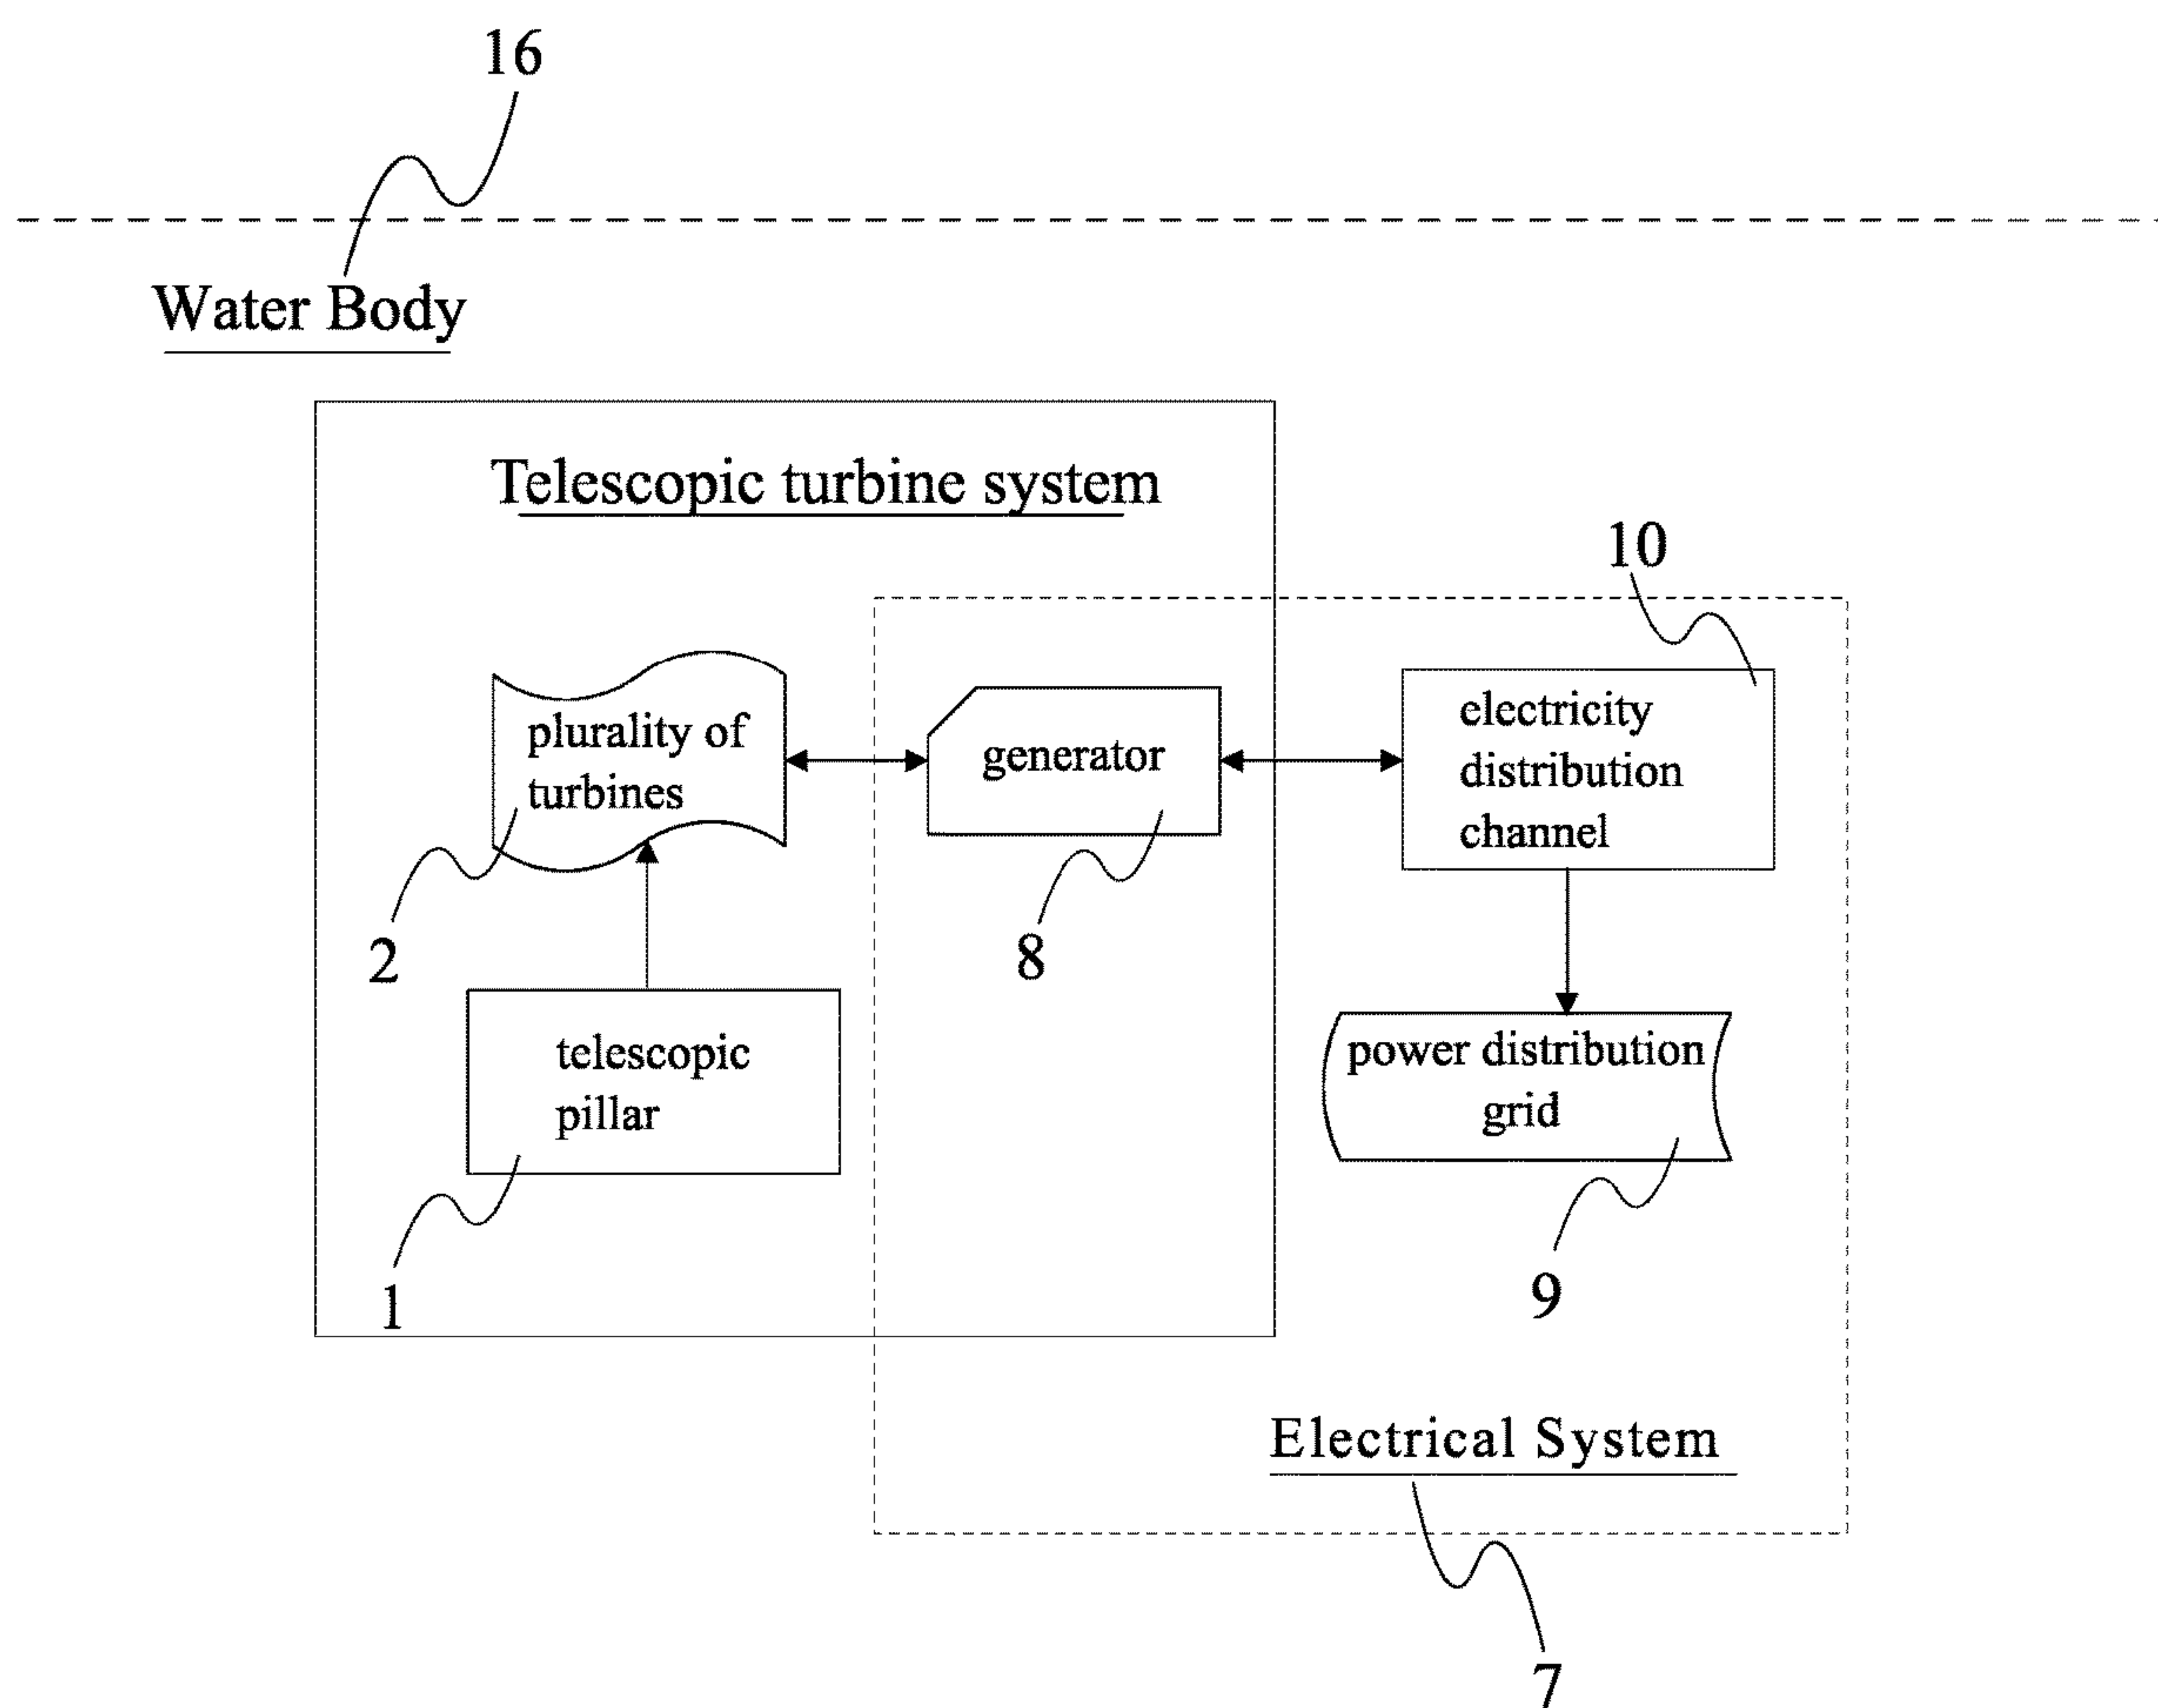 16
Water Body
Telescopic turbine system
10
plurality of
turbines
generator
electricity
distribution
channel
2
8
telescopic
pillar
power distribution
grid
1
9
Electrical System
7